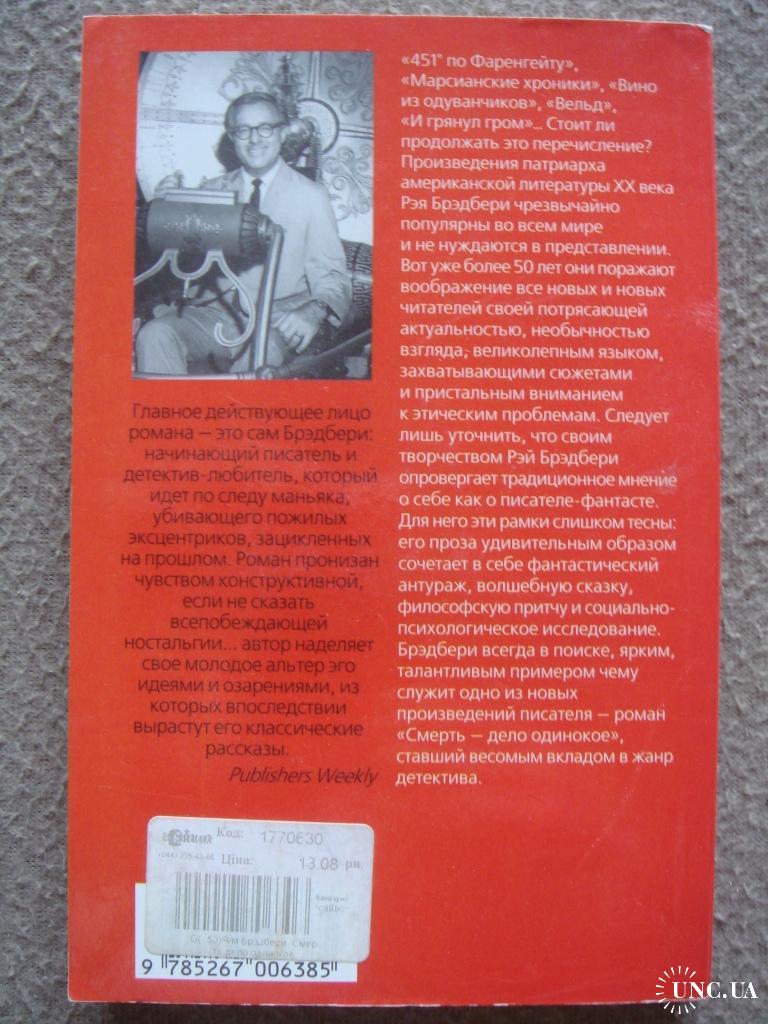 «451° по Фаренгейту»,
«Марсианские хроники», «Вино
из одуванчиков», «Вельд»,
«И грянул гром»... Стоит ли
продолжать это перечисление?
Произведения патриарха
американской литературы XX века
Рэя Брэдбери чрезвычайно
популярны во всем мире
и не нуждаются в представлении.
Вот уже более 50 лет они поражают
воображение все новых и новых
читателей своей потрясающей
актуальностью, необычностью
взгляда, великолепным языком,
захватывающими сюжетами
и пристальным вниманием
к этическим проблемам. Следует
лишь уточнить, что своим
творчеством Рэй Брэдбери
опровергает традиционное мнение
о себе как о писателе-фантасте.
Для него эти рамки слишком тесны:
его проза удивительным образом
сочетает в себе фантастический
антураж, волшебную сказку,
философскую притчу и социально-
психологическое исследование.
Брэдбери всегда в поиске, ярким,
талантливым примером чему
служит одно из новых
произведений писателя — роман
«Смерть — дело одинокое»,
ставший весомым вкладом в жанр
детектива.
Главное действующее лицо
романа — это сам Брэдбери:
начинающий писатель и
детектив-любитель, который
идет по следу маньяка,
убивающего пожилых
эксцентриков, зацикленных
на прошлом. Роман пронизан
чувством конструктивной,
если не сказать
всепобеждающей
ностальгии... автор наделяет
свое молодое альтер эго
идеями и озарениями, из
которых впоследствии
вырастут его классические
рассказы.
Publishers Weekly
Код: 1770630
Ціна: 13.08 грн.
Брэдбери Смер
9 785267 006385
UNC.UA